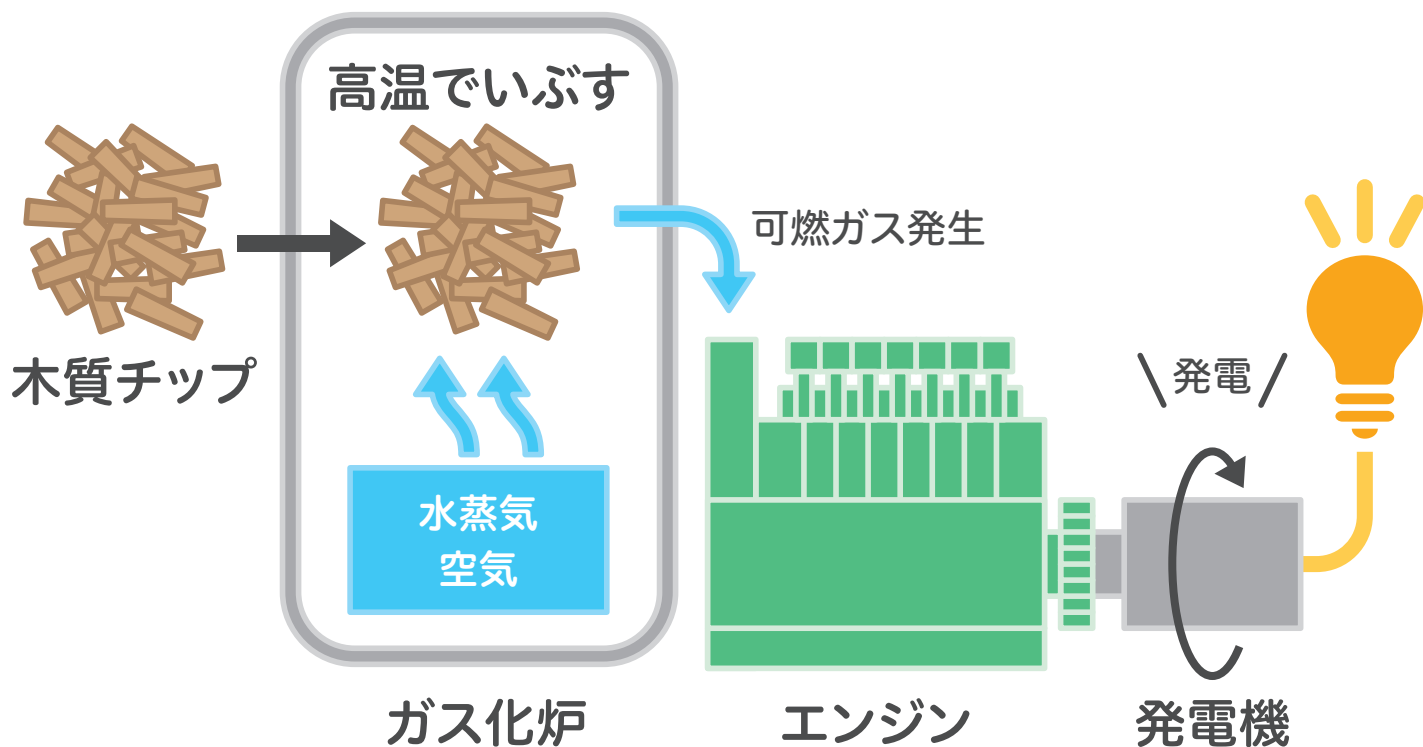 高温でいぶす
木質チップ
水蒸気
空気
ガス化炉
可燃ガス発生
エンジン
発電
発電機